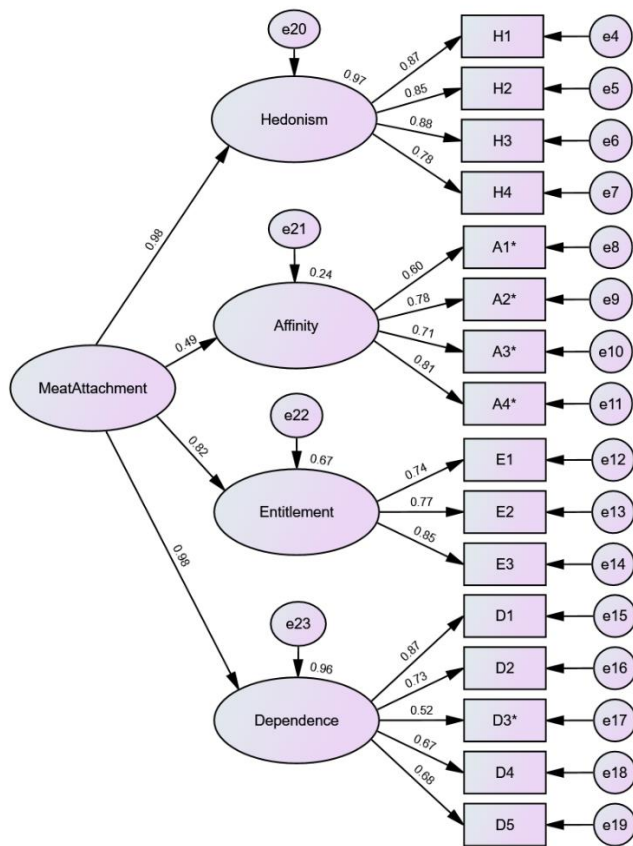 e20
0.97
Hedonism
0.87
H1
e4
0.85
H2
e5
0.88
H3
e6
0.78
H4
e7
0.98
e21
0.24
Affinity
0.60
A1*
e8
0.78
A2*
e9
0.71
A3*
e10
0.81
A4*
e11
0.49
MeatAttachment
0.82
e22
0.67
Entitlement
0.74
E1
e12
0.77
E2
e13
0.85
E3
e14
0.98
e23
0.96
Dependence
0.87
D1
e15
0.73
D2
e16
0.52
D3*
e17
0.67
D4
e18
0.68
D5
e19